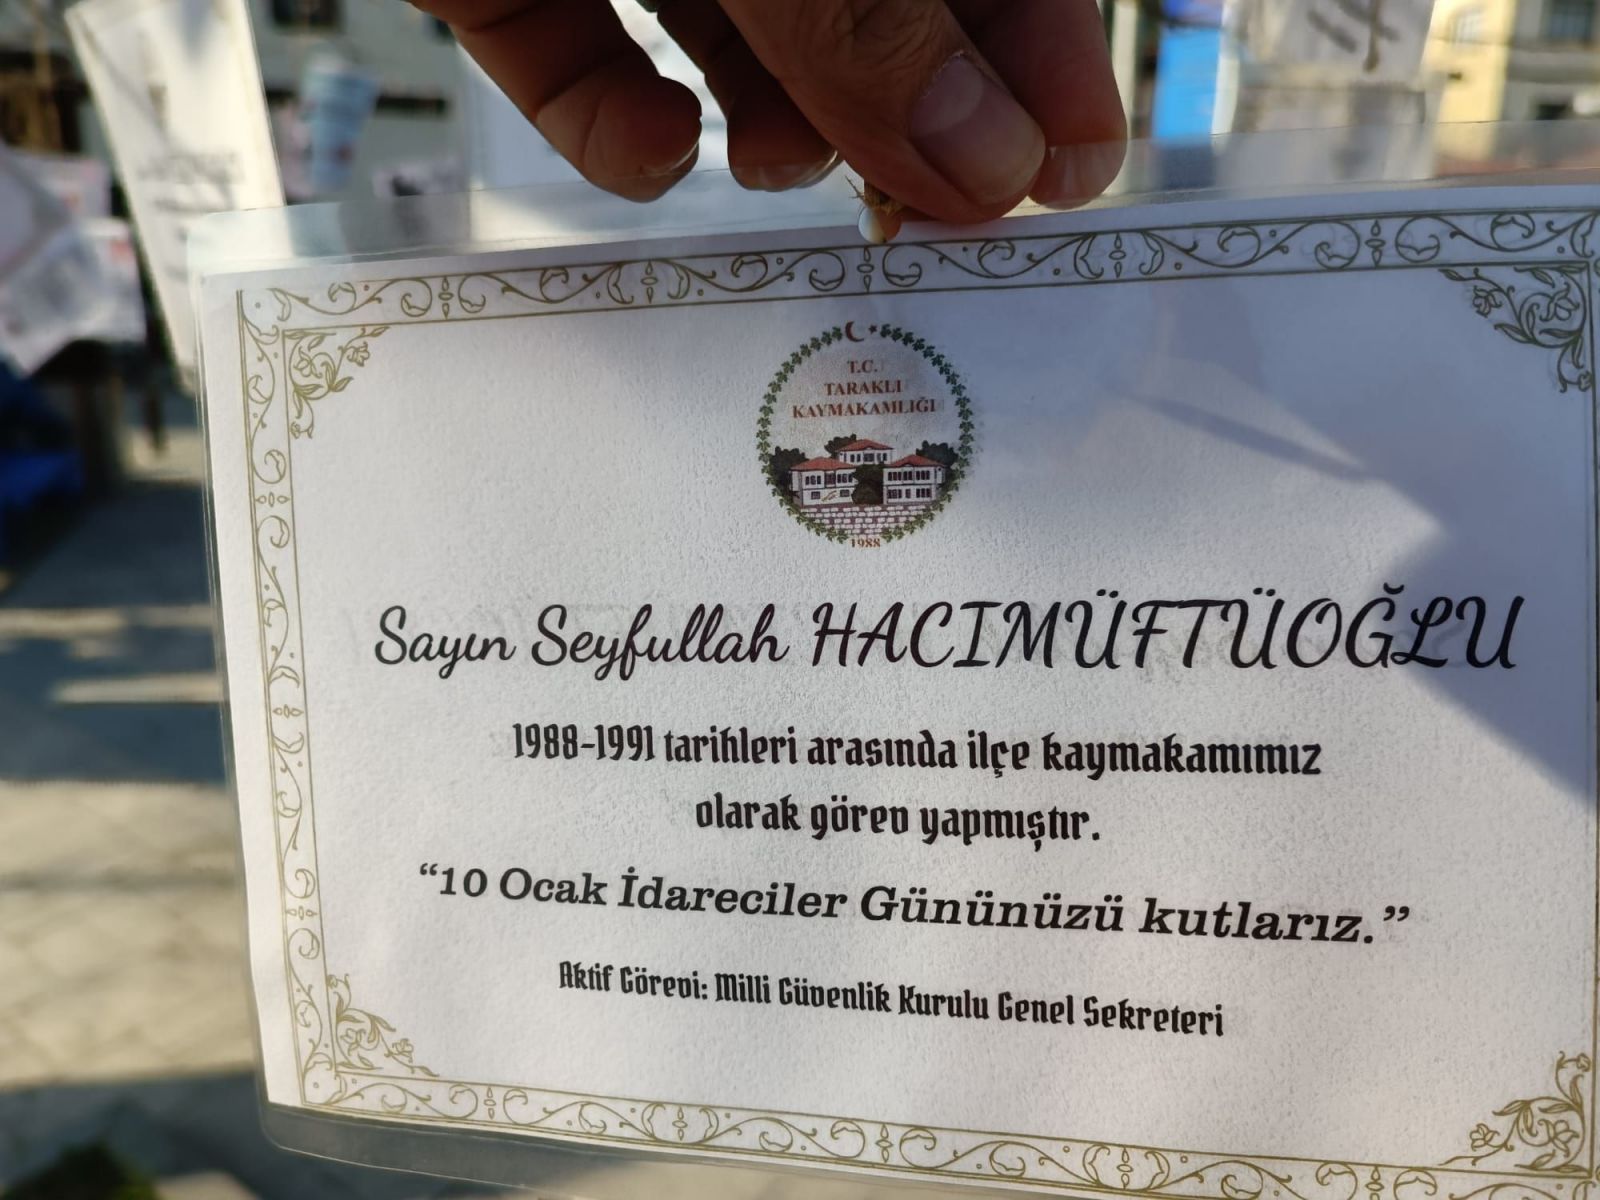 T.C.
TARAKLI
KAYMAKAMLIĞI
1988
Sayın Seyfullah HACIMÜFTÜOĞLU
1988-1991 tarihleri arasında ilçe kaymakamımız
olarak görev yapmıştır.
“10 Ocak İdareciler Gününüzü kutlarız.”
Aktif Görevi: Milli Güvenlik Kurulu Genel Sekreteri